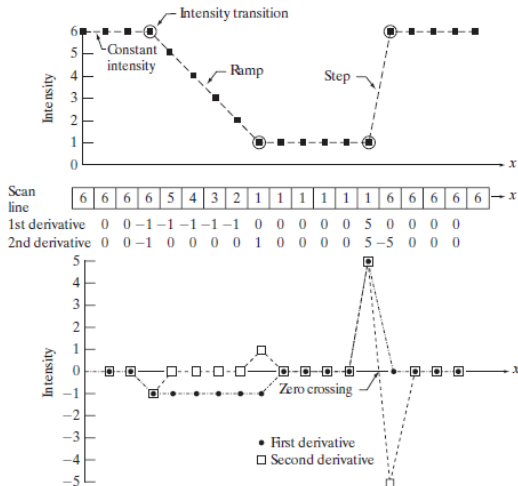 Intensity transition
6
Constant
intensity
5
Ramp
Step
4
Intensity
3
2
1
0
x
Scan
line
6 6 6 6 5 4 3 2 1 1 1 1 1 1 6 6 6 6 6 x
1st derivative 0 0 −1 −1 −1 −1 −1 0 0 0 0 0 5 0 0 0 0
2nd derivative 0 0 −1 0 0 0 0 1 0 0 0 0 5 −5 0 0 0
5
4
3
2
Intensity
1
0
x
−1
Zero crossing
−2
−3
First derivative
−4
Second derivative
−5